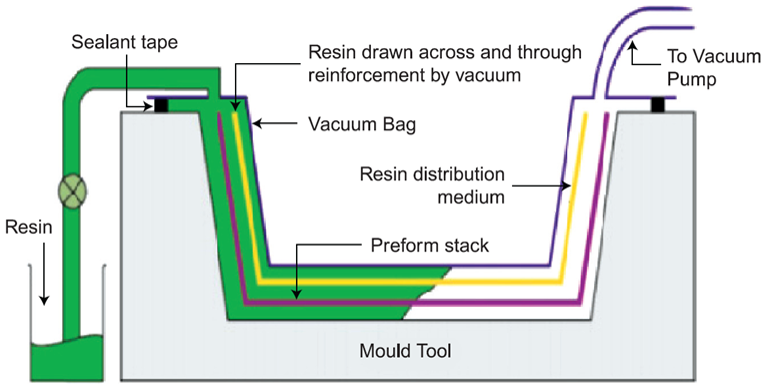 Sealant tape
Resin drawn across and through
reinforcement by vacuum
To Vacuum
Pump
Vacuum Bag
Resin distribution
medium
Resin
Preform stack
Mould Tool